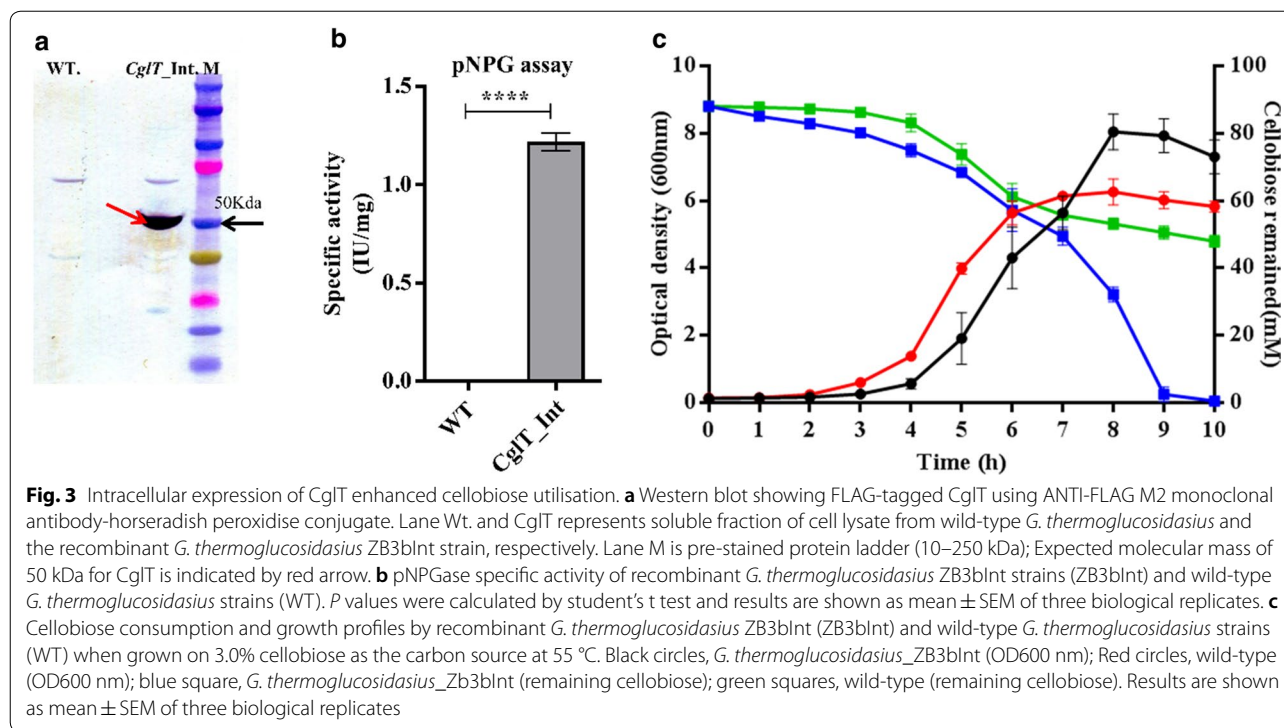 a
WT. CglT_Int. M
50Kda
b
pNPG assay
****
Specific activity
(IU/mg)
1.5
1.0
0.5
0.0
WT
CglT_Int
c
Optical density (600nm)
10
8
6
4
2
0
0 1 2 3 4 5 6 7 8 9 10
Time (h)
100
80
60
40
20
0
Cellobiose
remained(mM)
Fig. 3 Intracellular expression of CglT enhanced cellobiose utilisation. a Western blot showing FLAG-tagged CglT using ANTI-FLAG M2 monoclonal
antibody-horseradish peroxidise conjugate. Lane Wt. and CglT represents soluble fraction of cell lysate from wild-type G. thermoglucosidasius and
the recombinant G. thermoglucosidasius ZB3bInt strain, respectively. Lane M is pre-stained protein ladder (10–250 kDa); Expected molecular mass of
50 kDa for CglT is indicated by red arrow. b pNPGase specific activity of recombinant G. thermoglucosidasius ZB3bInt strains (ZB3bInt) and wild-type
G. thermoglucosidasius strains (WT). P values were calculated by student's t test and results are shown as mean ± SEM of three biological replicates. c
Cellobiose consumption and growth profiles by recombinant G. thermoglucosidasius ZB3bInt (ZB3bInt) and wild-type G. thermoglucosidasius strains
(WT) when grown on 3.0% cellobiose as the carbon source at 55 °C. Black circles, G. thermoglucosidasius_ZB3bInt (OD600 nm); Red circles, wild-type
(OD600 nm); blue square, G. thermoglucosidasius_Zb3bInt (remaining cellobiose); green squares, wild-type (remaining cellobiose). Results are shown
as mean ± SEM of three biological replicates